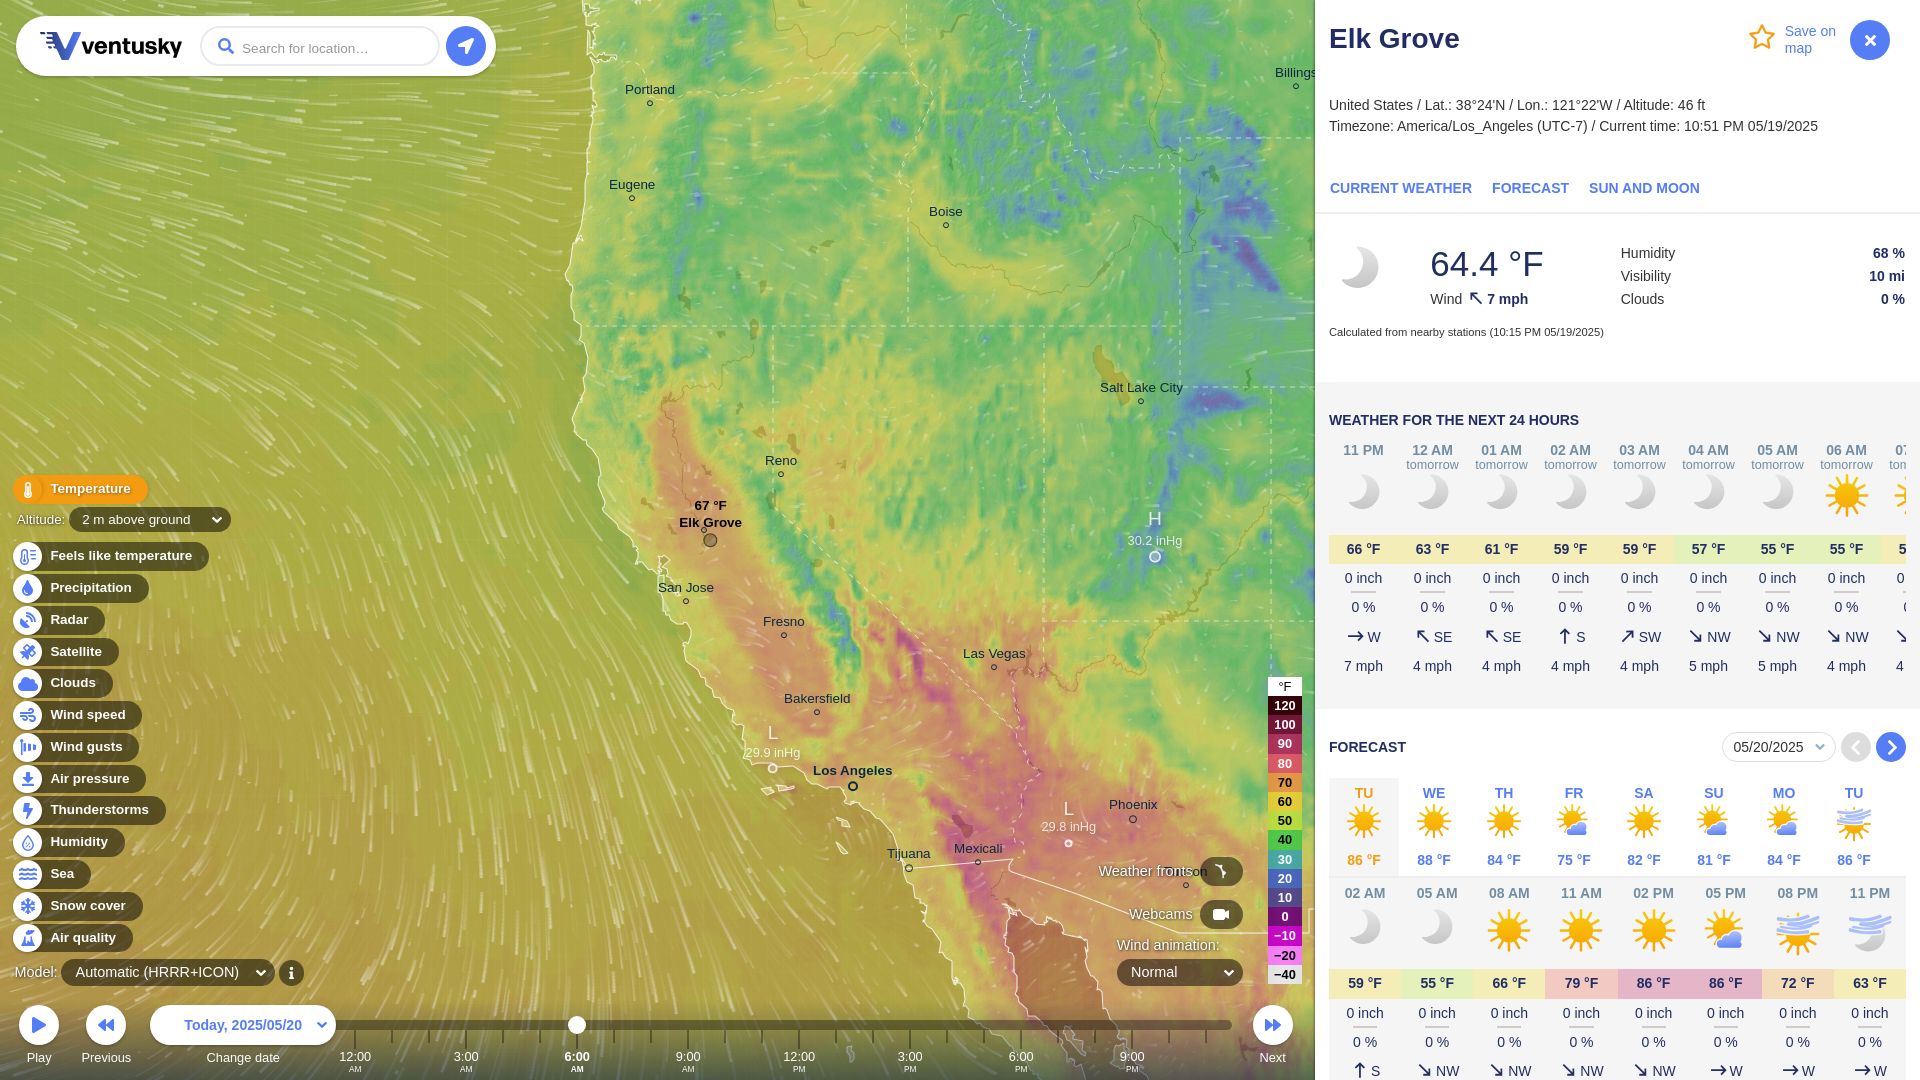 ventusky
Search for location…
Portland
Eugene
Boise
Billings
Salt Lake City
Reno
67 °F
Elk Grove
San Jose
Fresno
Las Vegas
Bakersfield
Los Angeles
Phoenix
Tijuana
Mexicali
H
30.2 inHg
L
29.9 inHg
L
29.8 inHg
Temperature
Altitude: 2 m above ground
Feels like temperature
Precipitation
Radar
Satellite
Clouds
Wind speed
Wind gusts
Air pressure
Thunderstorms
Humidity
Sea
Snow cover
Air quality
Model: Automatic (HRRR+ICON)
Weather fronts
Webcams
Wind animation:
Normal
°F
120
100
90
80
70
60
50
40
30
20
10
0
−10
−20
−40
Play
Previous
Today, 2025/05/20
Change date
12:00 AM
3:00 AM
6:00 AM
9:00 AM
12:00 PM
3:00 PM
6:00 PM
9:00 PM
Next
Elk Grove
Save on map
United States / Lat.: 38°24'N / Lon.: 121°22'W / Altitude: 46 ft
Timezone: America/Los_Angeles (UTC-7) / Current time: 10:51 PM 05/19/2025
CURRENT WEATHER FORECAST SUN AND MOON
64.4 °F
Wind 7 mph
Humidity 68 %
Visibility 10 mi
Clouds 0 %
Calculated from nearby stations (10:15 PM 05/19/2025)
WEATHER FOR THE NEXT 24 HOURS
11 PM 12 AM 01 AM 02 AM 03 AM 04 AM 05 AM 06 AM
tomorrow tomorrow tomorrow tomorrow tomorrow tomorrow tomorrow
66 °F 63 °F 61 °F 59 °F 59 °F 57 °F 55 °F 55 °F
0 inch 0 inch 0 inch 0 inch 0 inch 0 inch 0 inch 0 inch
0 % 0 % 0 % 0 % 0 % 0 % 0 % 0 %
W SE SE S SW NW NW NW
7 mph 4 mph 4 mph 4 mph 4 mph 5 mph 5 mph 4 mph
FORECAST
05/20/2025
TU WE TH FR SA SU MO TU
86 °F 88 °F 84 °F 75 °F 82 °F 81 °F 84 °F 86 °F
02 AM 05 AM 08 AM 11 AM 02 PM 05 PM 08 PM 11 PM
59 °F 55 °F 66 °F 79 °F 86 °F 86 °F 72 °F 63 °F
0 inch 0 inch 0 inch 0 inch 0 inch 0 inch 0 inch 0 inch
0 % 0 % 0 % 0 % 0 % 0 % 0 % 0 %
S NW NW NW NW W W W